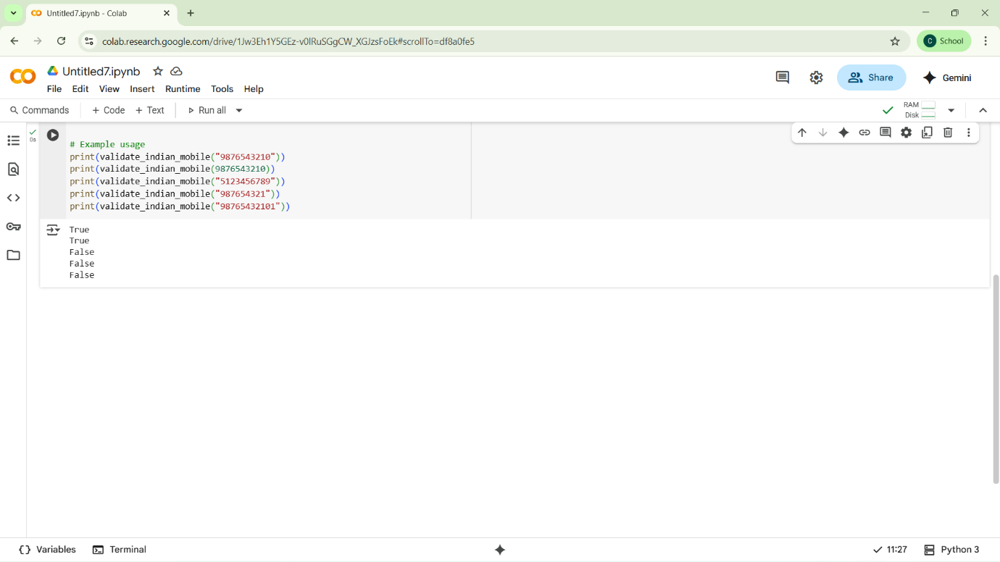 Untitled7.ipynb - Colab
colab.research.google.com/drive/1Jw3Eh1Y5GEz-v0lRuSGgCW_XGJzsFoEk#scrollTo=df8a0fe5
C School
Untitled7.ipynb
File Edit View Insert Runtime Tools Help
Share
Gemini
Commands + Code + Text Run all
RAM
Disk
0s
# Example usage
print(validate_indian_mobile("9876543210"))
print(validate_indian_mobile(9876543210))
print(validate_indian_mobile("5123456789"))
print(validate_indian_mobile("987654321"))
print(validate_indian_mobile("98765432101"))
True
True
False
False
False
{} Variables Terminal 11:27 Python 3